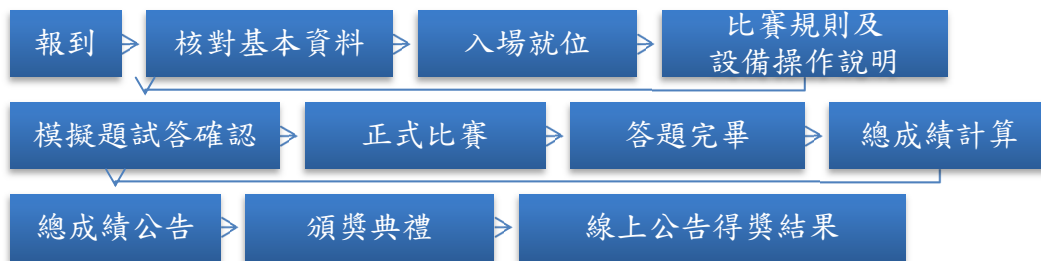 報到
核對基本資料
入場就位
比賽規則及
設備操作說明
模擬題試答確認
正式比賽
答題完畢
總成績計算
總成績公告
頒獎典禮
線上公告得獎結果